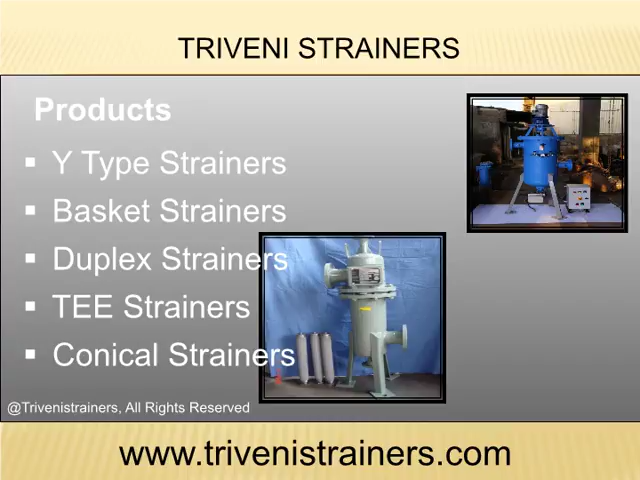 TRIVENI STRAINERS
Products
▪ Y Type Strainers
▪ Basket Strainers
▪ Duplex Strainers
▪ TEE Strainers
▪ Conical Strainers
@Trivenistrainers, All Rights Reserved
www.trivenistrainers.com